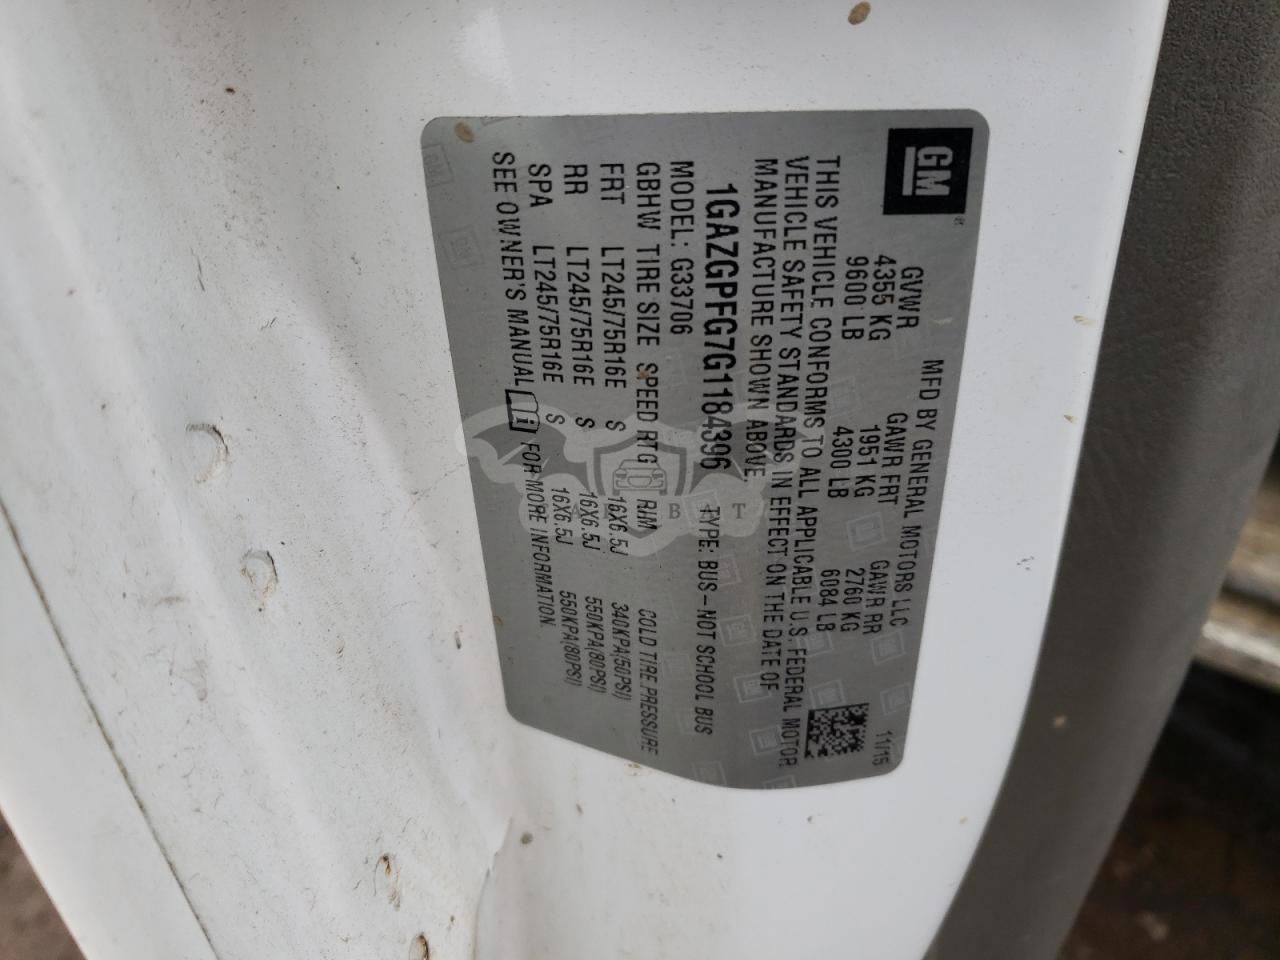 GM
MFD BY GENERAL MOTORS LLC 11/15
GVWR GAWR FRT GAWR RR
4355 KG 1951 KG 2760 KG
9600 LB 4300 LB 6084 LB
THIS VEHICLE CONFORMS TO ALL APPLICABLE U.S. FEDERAL MOTOR
VEHICLE SAFETY STANDARDS IN EFFECT ON THE DATE OF
MANUFACTURE SHOWN ABOVE.
1GAZGPFG7G1184396 TYPE: BUS-NOT SCHOOL BUS
MODEL: G33706
GBHW TIRE SIZE SPEED RTG RIM COLD TIRE PRESSURE
FRT LT245/75R16E S 16X6.5J 340KPA(50PSI)
RR LT245/75R16E S 16X6.5J 550KPA(80PSI)
SPA LT245/75R16E S 16X6.5J 550KPA(80PSI)
SEE OWNER'S MANUAL FOR MORE INFORMATION.